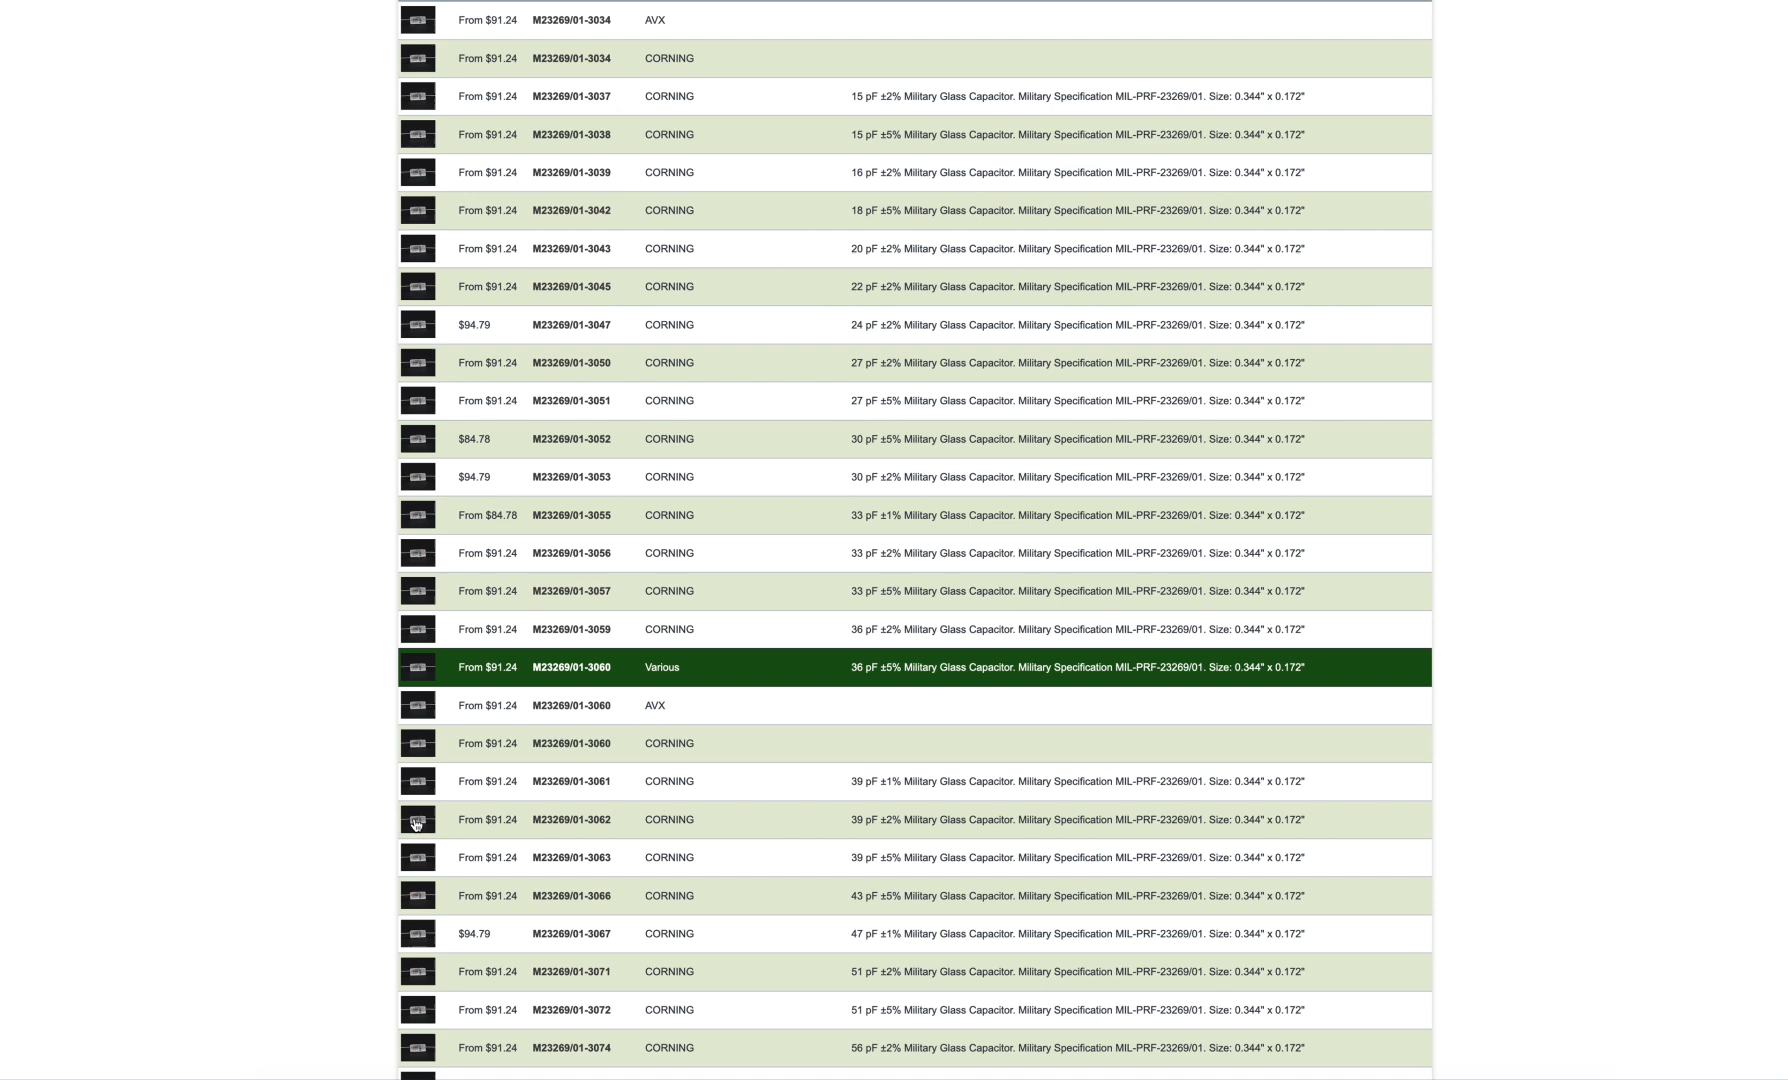 From $91.24 M23269/01-3034 AVX
From $91.24 M23269/01-3034 CORNING
From $91.24 M23269/01-3037 CORNING 15 pF ±2% Military Glass Capacitor. Military Specification MIL-PRF-23269/01. Size: 0.344" x 0.172"
From $91.24 M23269/01-3038 CORNING 15 pF ±5% Military Glass Capacitor. Military Specification MIL-PRF-23269/01. Size: 0.344" x 0.172"
From $91.24 M23269/01-3039 CORNING 16 pF ±2% Military Glass Capacitor. Military Specification MIL-PRF-23269/01. Size: 0.344" x 0.172"
From $91.24 M23269/01-3042 CORNING 18 pF ±5% Military Glass Capacitor. Military Specification MIL-PRF-23269/01. Size: 0.344" x 0.172"
From $91.24 M23269/01-3043 CORNING 20 pF ±2% Military Glass Capacitor. Military Specification MIL-PRF-23269/01. Size: 0.344" x 0.172"
From $91.24 M23269/01-3045 CORNING 22 pF ±2% Military Glass Capacitor. Military Specification MIL-PRF-23269/01. Size: 0.344" x 0.172"
$94.79 M23269/01-3047 CORNING 24 pF ±2% Military Glass Capacitor. Military Specification MIL-PRF-23269/01. Size: 0.344" x 0.172"
From $91.24 M23269/01-3050 CORNING 27 pF ±2% Military Glass Capacitor. Military Specification MIL-PRF-23269/01. Size: 0.344" x 0.172"
From $91.24 M23269/01-3051 CORNING 27 pF ±5% Military Glass Capacitor. Military Specification MIL-PRF-23269/01. Size: 0.344" x 0.172"
$84.78 M23269/01-3052 CORNING 30 pF ±5% Military Glass Capacitor. Military Specification MIL-PRF-23269/01. Size: 0.344" x 0.172"
$94.79 M23269/01-3053 CORNING 30 pF ±2% Military Glass Capacitor. Military Specification MIL-PRF-23269/01. Size: 0.344" x 0.172"
From $84.78 M23269/01-3055 CORNING 33 pF ±1% Military Glass Capacitor. Military Specification MIL-PRF-23269/01. Size: 0.344" x 0.172"
From $91.24 M23269/01-3056 CORNING 33 pF ±2% Military Glass Capacitor. Military Specification MIL-PRF-23269/01. Size: 0.344" x 0.172"
From $91.24 M23269/01-3057 CORNING 33 pF ±5% Military Glass Capacitor. Military Specification MIL-PRF-23269/01. Size: 0.344" x 0.172"
From $91.24 M23269/01-3059 CORNING 36 pF ±2% Military Glass Capacitor. Military Specification MIL-PRF-23269/01. Size: 0.344" x 0.172"
From $91.24 M23269/01-3060 Various 36 pF ±5% Military Glass Capacitor. Military Specification MIL-PRF-23269/01. Size: 0.344" x 0.172"
From $91.24 M23269/01-3060 AVX
From $91.24 M23269/01-3060 CORNING
From $91.24 M23269/01-3061 CORNING 39 pF ±1% Military Glass Capacitor. Military Specification MIL-PRF-23269/01. Size: 0.344" x 0.172"
From $91.24 M23269/01-3062 CORNING 39 pF ±2% Military Glass Capacitor. Military Specification MIL-PRF-23269/01. Size: 0.344" x 0.172"
From $91.24 M23269/01-3063 CORNING 39 pF ±5% Military Glass Capacitor. Military Specification MIL-PRF-23269/01. Size: 0.344" x 0.172"
From $91.24 M23269/01-3066 CORNING 43 pF ±5% Military Glass Capacitor. Military Specification MIL-PRF-23269/01. Size: 0.344" x 0.172"
$94.79 M23269/01-3067 CORNING 47 pF ±1% Military Glass Capacitor. Military Specification MIL-PRF-23269/01. Size: 0.344" x 0.172"
From $91.24 M23269/01-3071 CORNING 51 pF ±2% Military Glass Capacitor. Military Specification MIL-PRF-23269/01. Size: 0.344" x 0.172"
From $91.24 M23269/01-3072 CORNING 51 pF ±5% Military Glass Capacitor. Military Specification MIL-PRF-23269/01. Size: 0.344" x 0.172"
From $91.24 M23269/01-3074 CORNING 56 pF ±2% Military Glass Capacitor. Military Specification MIL-PRF-23269/01. Size: 0.344" x 0.172"